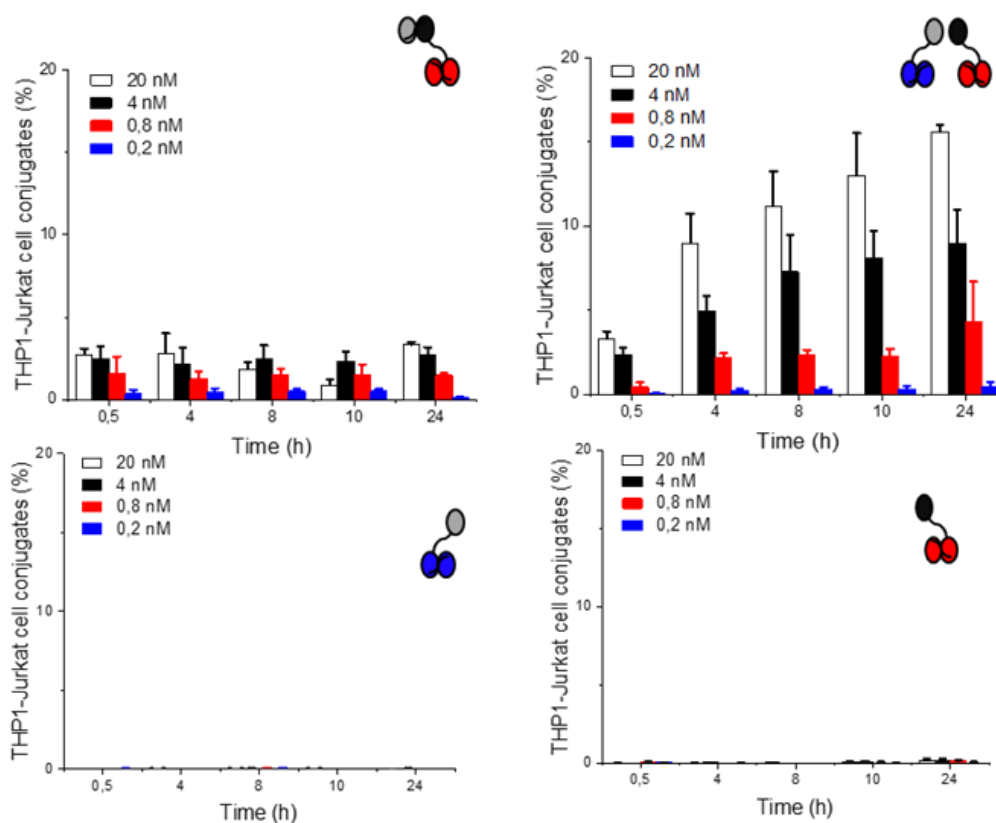 THP1-Jurkat cell conjugates (%)
20
10
0
20 nM
4 nM
0,8 nM
0,2 nM
0,5
4
8
10
24
Time (h)
THP1-Jurkat cell conjugates (%)
20
10
0
20 nM
4 nM
0,8 nM
0,2 nM
0,5
4
8
10
24
Time (h)
THP1-Jurkat cell conjugates (%)
20
10
0
20 nM
4 nM
0,8 nM
0,2 nM
0,5
4
8
10
24
Time (h)
THP1-Jurkat cell conjugates (%)
20
10
0
20 nM
4 nM
0,8 nM
0,2 nM
0,5
4
8
10
24
Time (h)